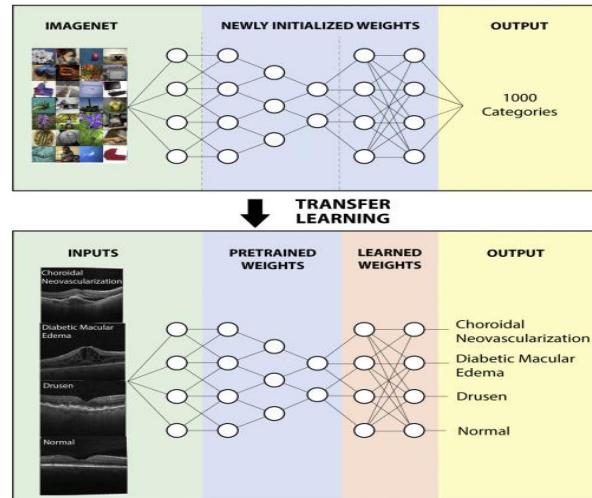 IMAGENET
NEWLY INITIALIZED WEIGHTS
OUTPUT
1000
Categories
TRANSFER
LEARNING
INPUTS
PRETRAINED
WEIGHTS
LEARNED
WEIGHTS
OUTPUT
Choroidal
Neovascularization
Diabetic Macular
Edema
Drusen
Normal
Choroidal
Neovascularization
Diabetic Macular
Edema
Drusen
Normal